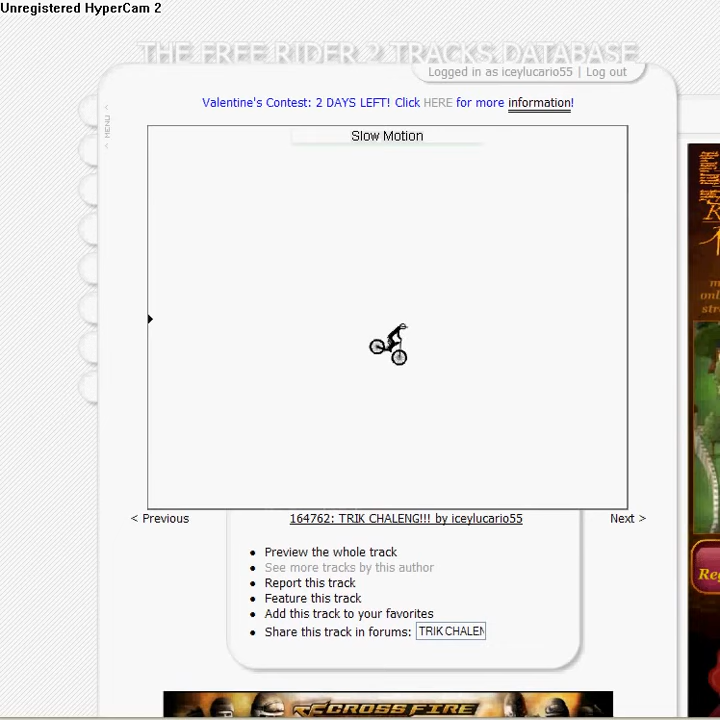 Unregistered HyperCam 2
THE FREE RIDER 2 TRACKS DATABASE
Logged in as iceylucario55 | Log out
Valentine's Contest: 2 DAYS LEFT! Click HERE for more information!
< MENU >
Slow Motion
< Previous
164762: TRIK CHALENG!!! by iceylucario55
Next >
Preview the whole track
See more tracks by this author
Report this track
Feature this track
Add this track to your favorites
Share this track in forums: TRIK CHALEN
CROSS FIRE